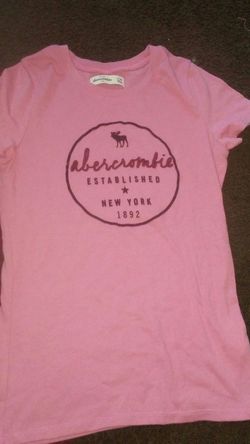 abercrombie
ESTABLISHED
NEW YORK
1892